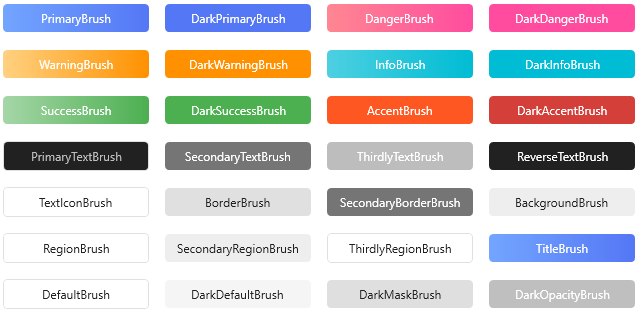 PrimaryBrush
DarkPrimaryBrush
DangerBrush
DarkDangerBrush
WarningBrush
DarkWarningBrush
InfoBrush
DarkInfoBrush
SuccessBrush
DarkSuccessBrush
AccentBrush
DarkAccentBrush
PrimaryTextBrush
SecondaryTextBrush
ThirdlyTextBrush
ReverseTextBrush
TextIconBrush
BorderBrush
SecondaryBorderBrush
BackgroundBrush
RegionBrush
SecondaryRegionBrush
ThirdlyRegionBrush
TitleBrush
DefaultBrush
DarkDefaultBrush
DarkMaskBrush
DarkOpacityBrush